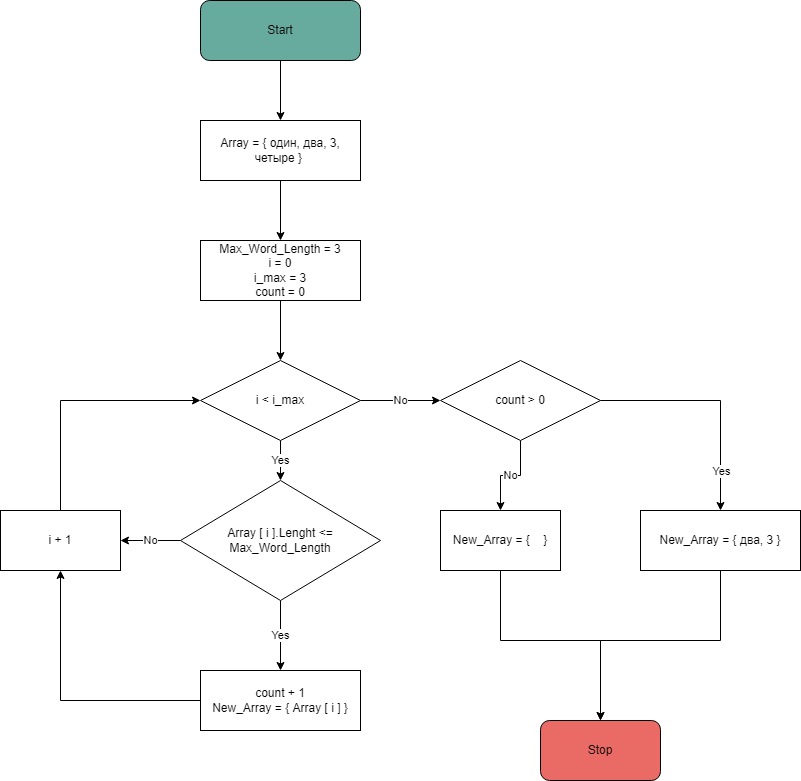 Start
Array = { один, два, 3,
четыре }
Max_Word_Length = 3
i = 0
i_max = 3
count = 0
i < i_max
No
count > 0
Yes
No
Yes
Array [ i ].Lenght <=
Max_Word_Length
No
i + 1
New_Array = {    }
New_Array = { два, 3 }
Yes
count + 1
New_Array = { Array [ i ] }
Stop